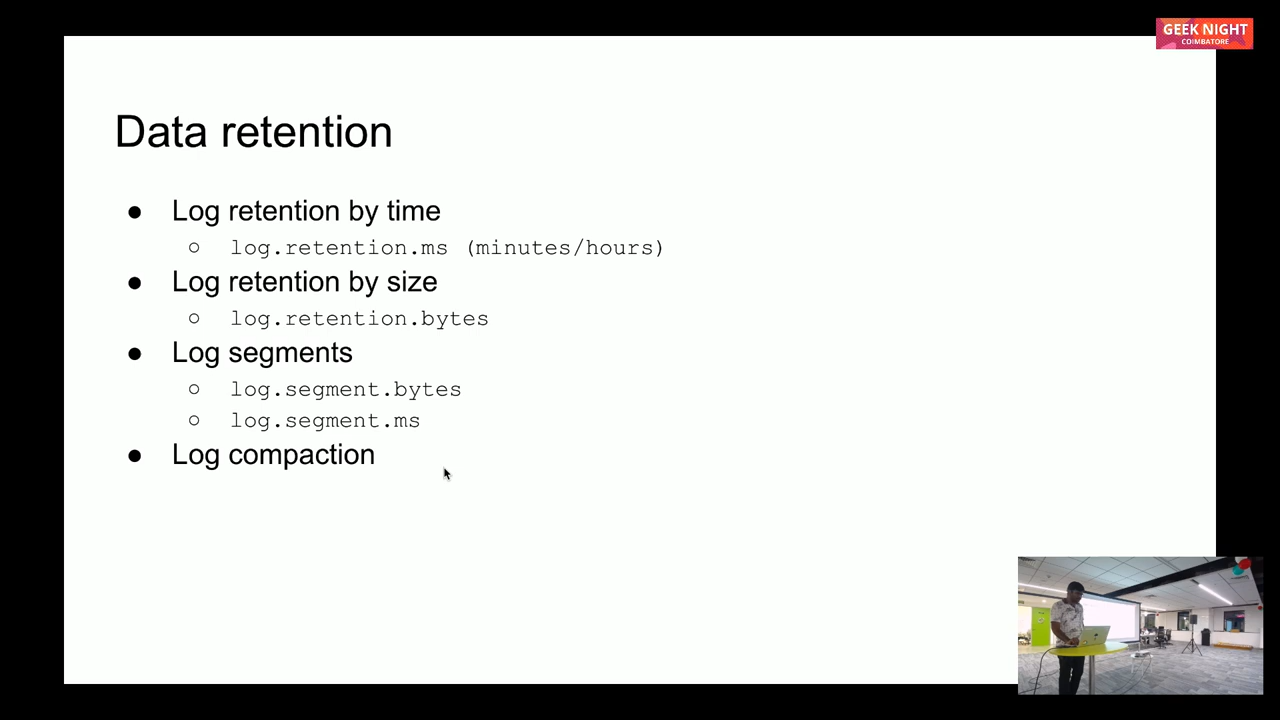 GEEK NIGHT
COIMBATORE
Data retention
● Log retention by time
○ log.retention.ms (minutes/hours)
● Log retention by size
○ log.retention.bytes
● Log segments
○ log.segment.bytes
○ log.segment.ms
● Log compaction